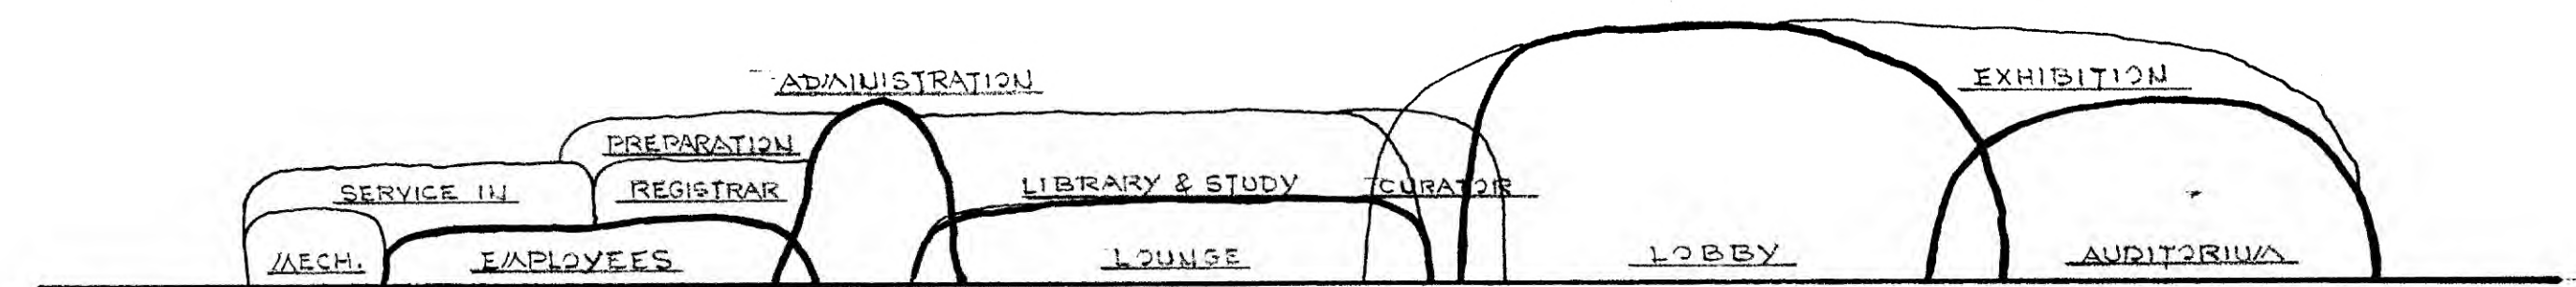 ADMINISTRATION
EXHIBITION
PREPARATION
SERVICE IN
REGISTRAR
LIBRARY & STUDY
CURATOR
MECH.
EMPLOYEES
LOUNGE
LOBBY
AUDITORIUM